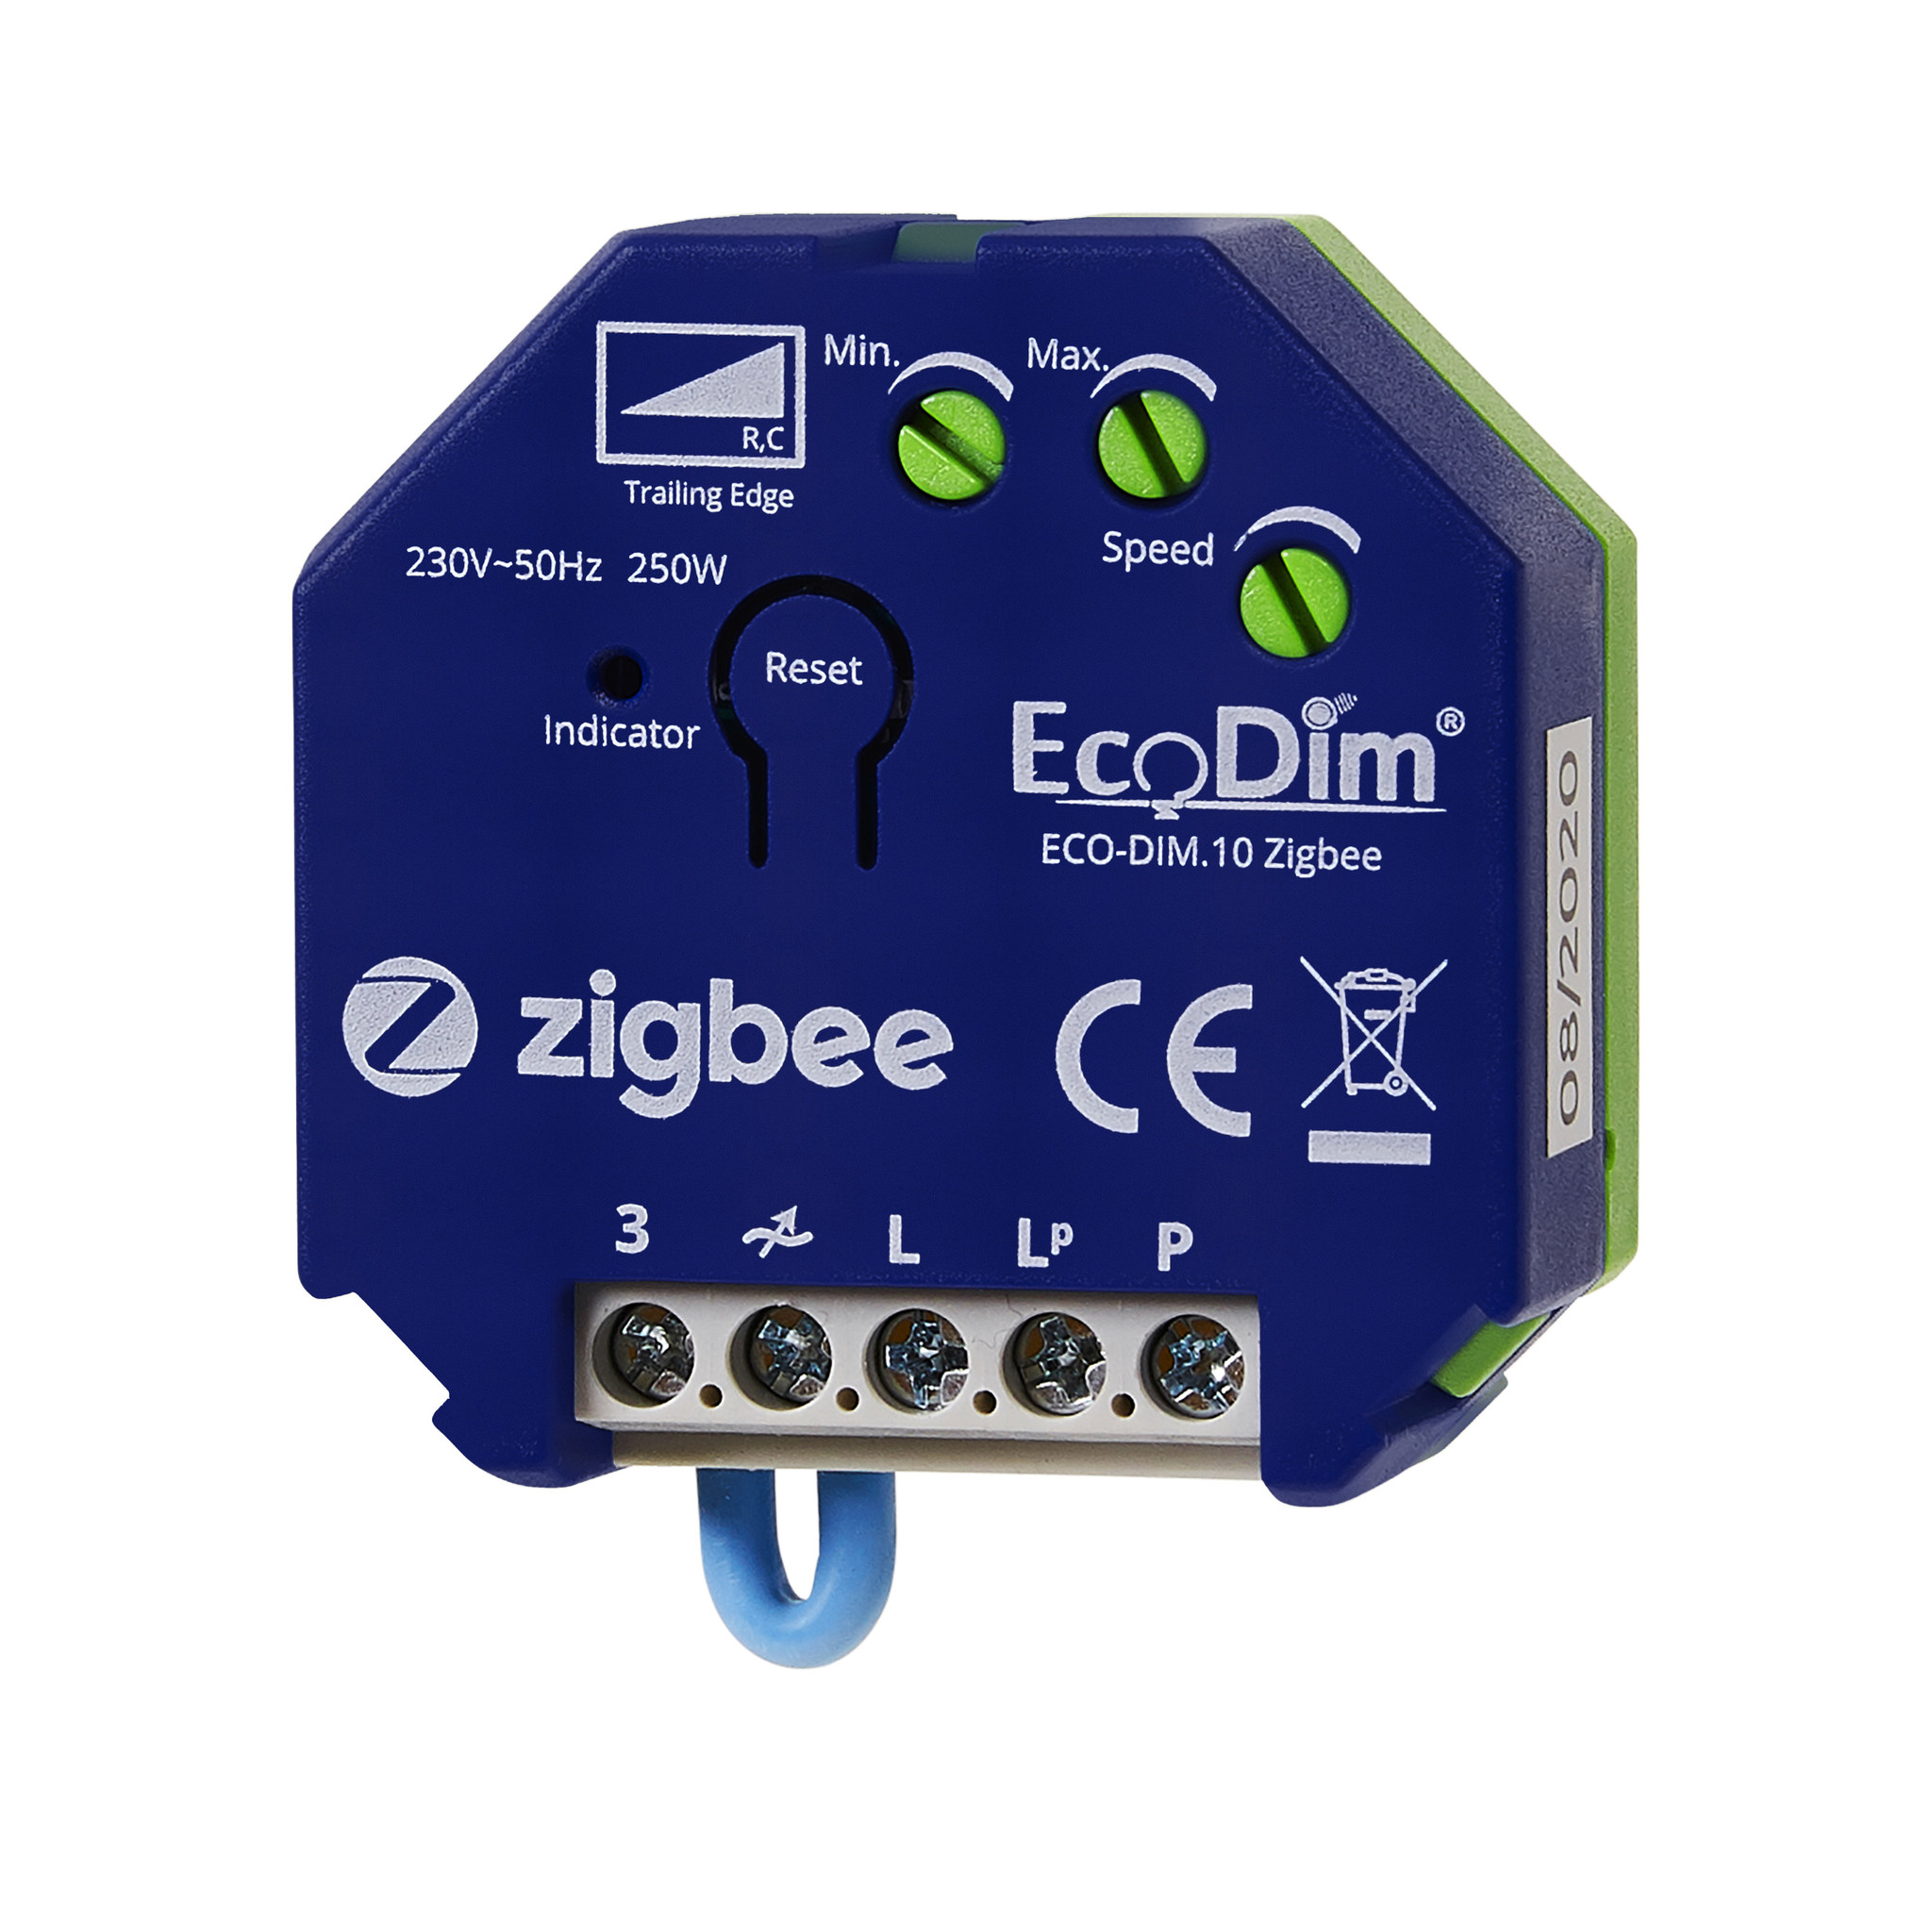 Min.
Max.
R,C
Trailing Edge
Speed
230V~50Hz 250W
Reset
Indicator
EcoDim®
ECO-DIM.10 Zigbee
08/2020
Z zigbee
CE
3 L Lᵖ P